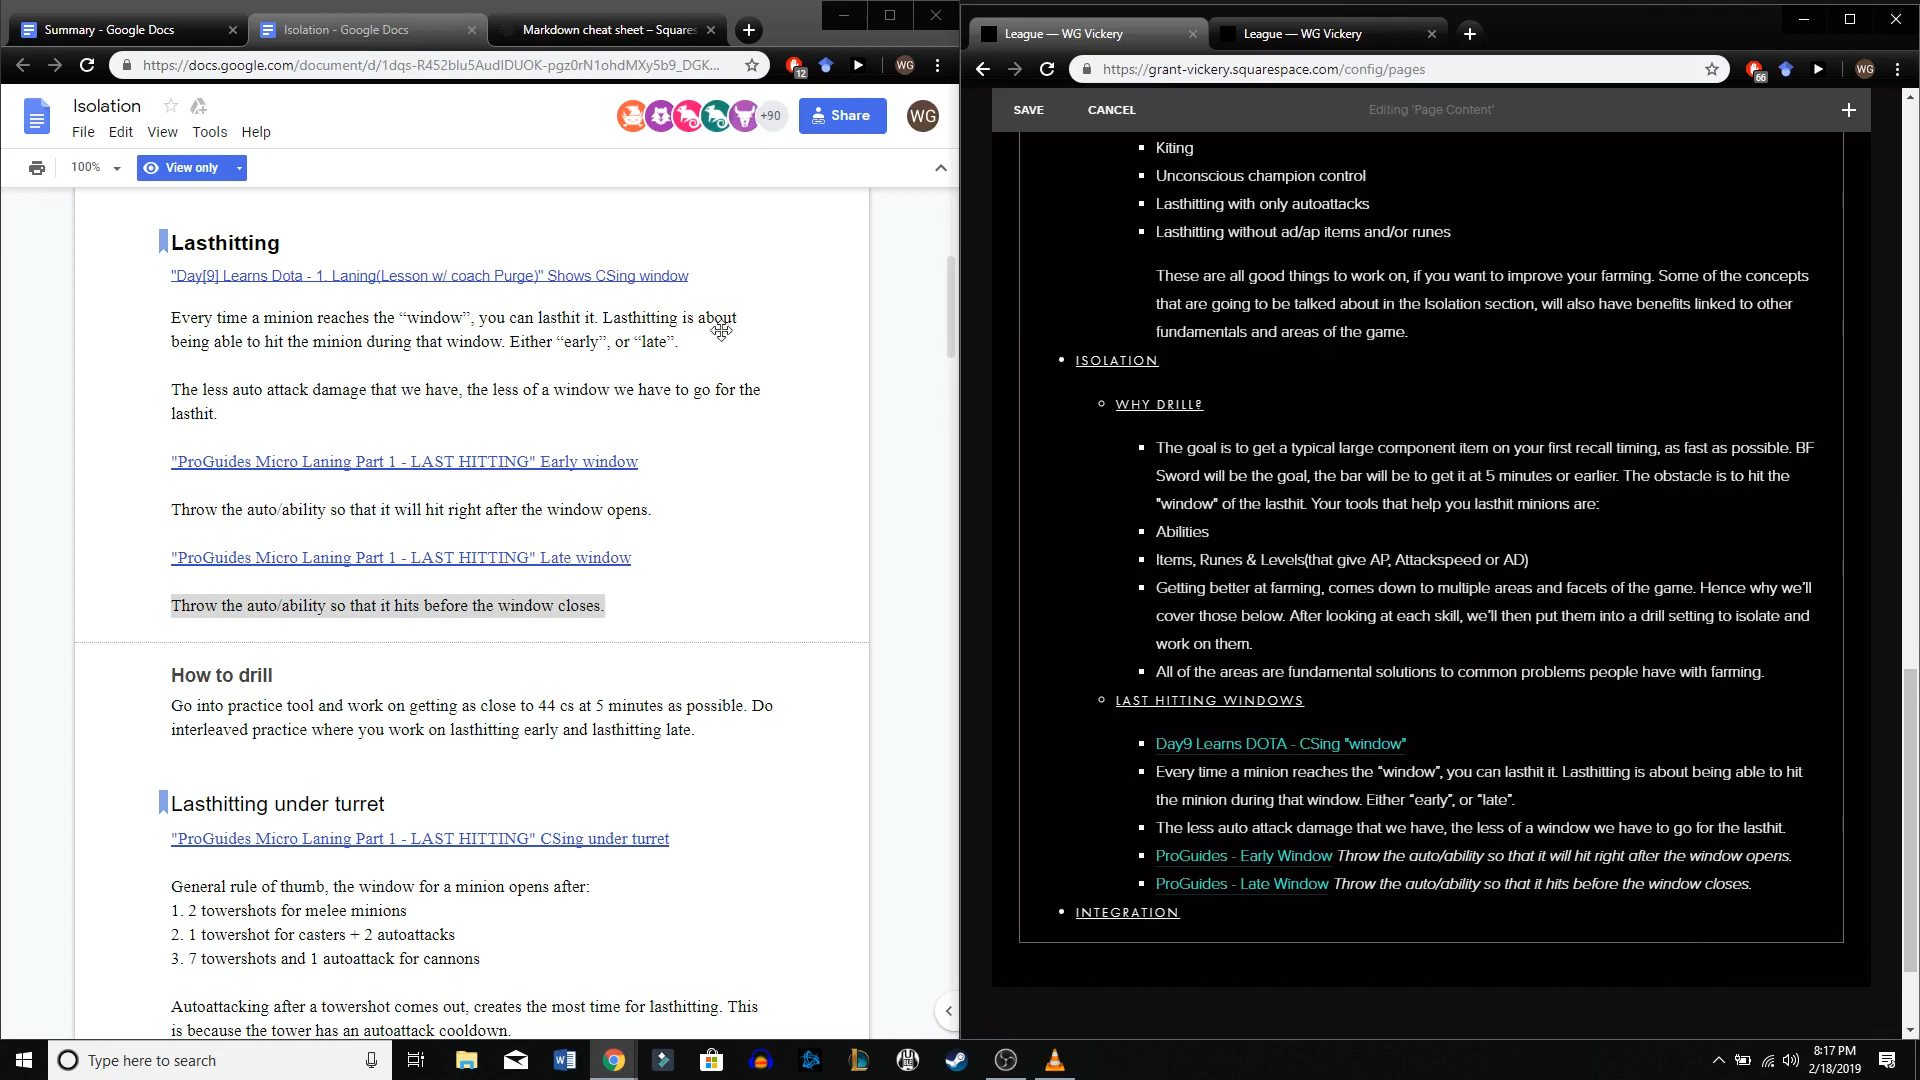 Summary - Google Docs
Isolation - Google Docs
Markdown cheat sheet – Squares
https://docs.google.com/document/d/1dqs-R452blu5AudIDUOK-pgz0rN1ohdMXy5b9_DGK...
12
WG
Isolation
File Edit View Tools Help
+90
Share
WG
100%
View only
Lasthitting
"Day[9] Learns Dota - 1. Laning(Lesson w/ coach Purge)" Shows CSing window
Every time a minion reaches the “window”, you can lasthit it. Lasthitting is about
being able to hit the minion during that window. Either “early”, or “late”.
The less auto attack damage that we have, the less of a window we have to go for the
lasthit.
"ProGuides Micro Laning Part 1 - LAST HITTING" Early window
Throw the auto/ability so that it will hit right after the window opens.
"ProGuides Micro Laning Part 1 - LAST HITTING" Late window
Throw the auto/ability so that it hits before the window closes.
How to drill
Go into practice tool and work on getting as close to 44 cs at 5 minutes as possible. Do
interleaved practice where you work on lasthitting early and lasthitting late.
Lasthitting under turret
"ProGuides Micro Laning Part 1 - LAST HITTING" CSing under turret
General rule of thumb, the window for a minion opens after:
1. 2 towershots for melee minions
2. 1 towershot for casters + 2 autoattacks
3. 7 towershots and 1 autoattack for cannons
Autoattacking after a towershot comes out, creates the most time for lasthitting. This
is because the tower has an autoattack cooldown.
League — WG Vickery
League — WG Vickery
https://grant-vickery.squarespace.com/config/pages
66
WG
SAVE CANCEL Editing 'Page Content'
Kiting
Unconscious champion control
Lasthitting with only autoattacks
Lasthitting without ad/ap items and/or runes
These are all good things to work on, if you want to improve your farming. Some of the concepts
that are going to be talked about in the Isolation section, will also have benefits linked to other
fundamentals and areas of the game.
ISOLATION
WHY DRILL?
The goal is to get a typical large component item on your first recall timing, as fast as possible. BF
Sword will be the goal, the bar will be to get it at 5 minutes or earlier. The obstacle is to hit the
"window" of the lasthit. Your tools that help you lasthit minions are:
Abilities
Items, Runes & Levels(that give AP, Attackspeed or AD)
Getting better at farming, comes down to multiple areas and facets of the game. Hence why we’ll
cover those below. After looking at each skill, we’ll then put them into a drill setting to isolate and
work on them.
All of the areas are fundamental solutions to common problems people have with farming.
LAST HITTING WINDOWS
Day9 Learns DOTA - CSing "window"
Every time a minion reaches the “window”, you can lasthit it. Lasthitting is about being able to hit
the minion during that window. Either “early”, or “late”.
The less auto attack damage that we have, the less of a window we have to go for the lasthit.
ProGuides - Early Window Throw the auto/ability so that it will hit right after the window opens.
ProGuides - Late Window Throw the auto/ability so that it hits before the window closes.
INTEGRATION
Type here to search
8:17 PM
2/18/2019